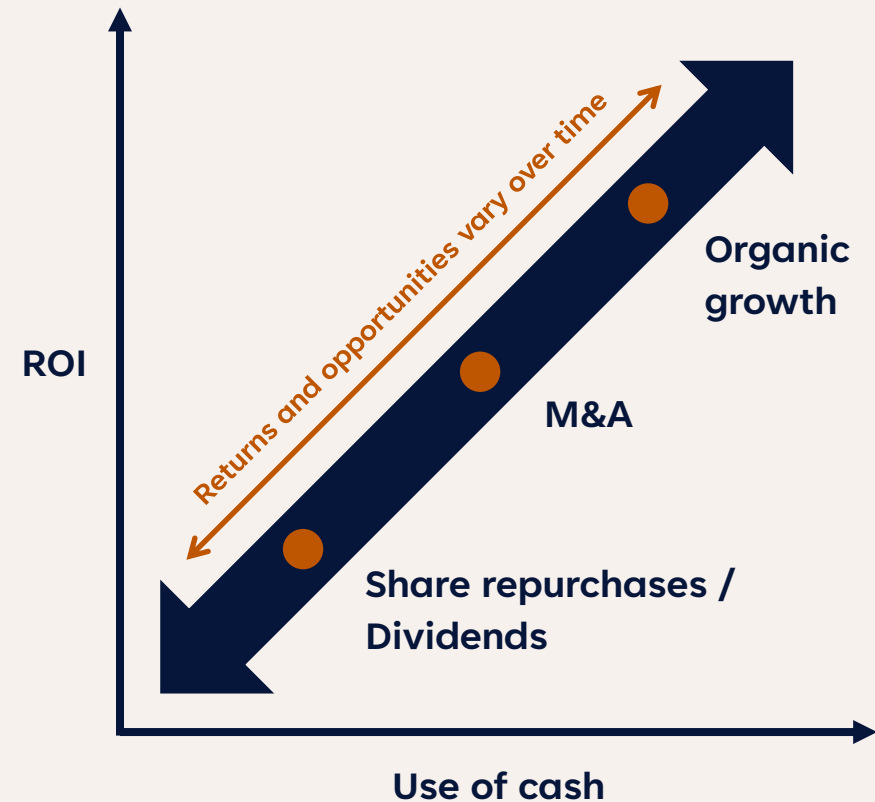 Returns and opportunities vary over time
Organic
growth
ROI
M&A
Share repurchases /
Dividends
Use of cash